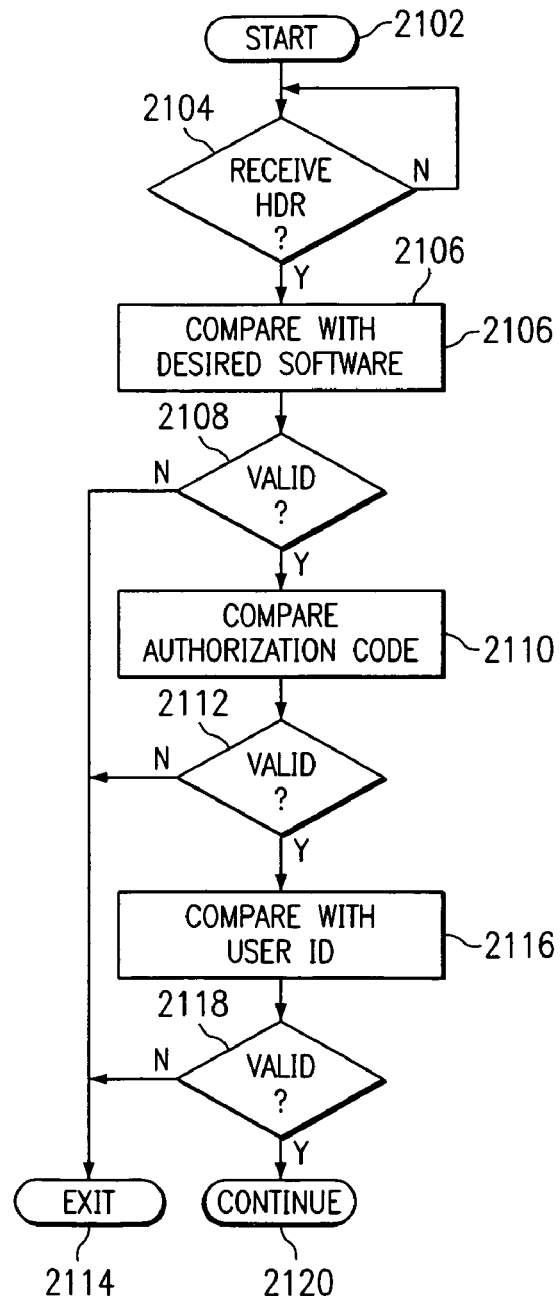 START
2102
2104
RECEIVE
HDR
?
N
Y
2106
COMPARE WITH
DESIRED SOFTWARE
2106
2108
N
VALID
?
Y
COMPARE
AUTHORIZATION CODE
2110
2112
N
VALID
?
Y
COMPARE WITH
USER ID
2116
2118
N
VALID
?
Y
EXIT
CONTINUE
2114
2120